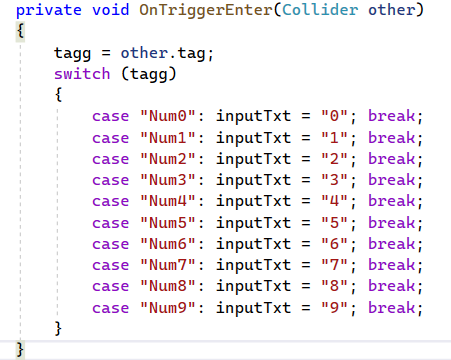 private void OnTriggerEnter(Collider other)
{
tagg = other.tag;
switch (tagg)
{
case "Num0": inputTxt = "0"; break;
case "Num1": inputTxt = "1"; break;
case "Num2": inputTxt = "2"; break;
case "Num3": inputTxt = "3"; break;
case "Num4": inputTxt = "4"; break;
case "Num5": inputTxt = "5"; break;
case "Num6": inputTxt = "6"; break;
case "Num7": inputTxt = "7"; break;
case "Num8": inputTxt = "8"; break;
case "Num9": inputTxt = "9"; break;
}
}